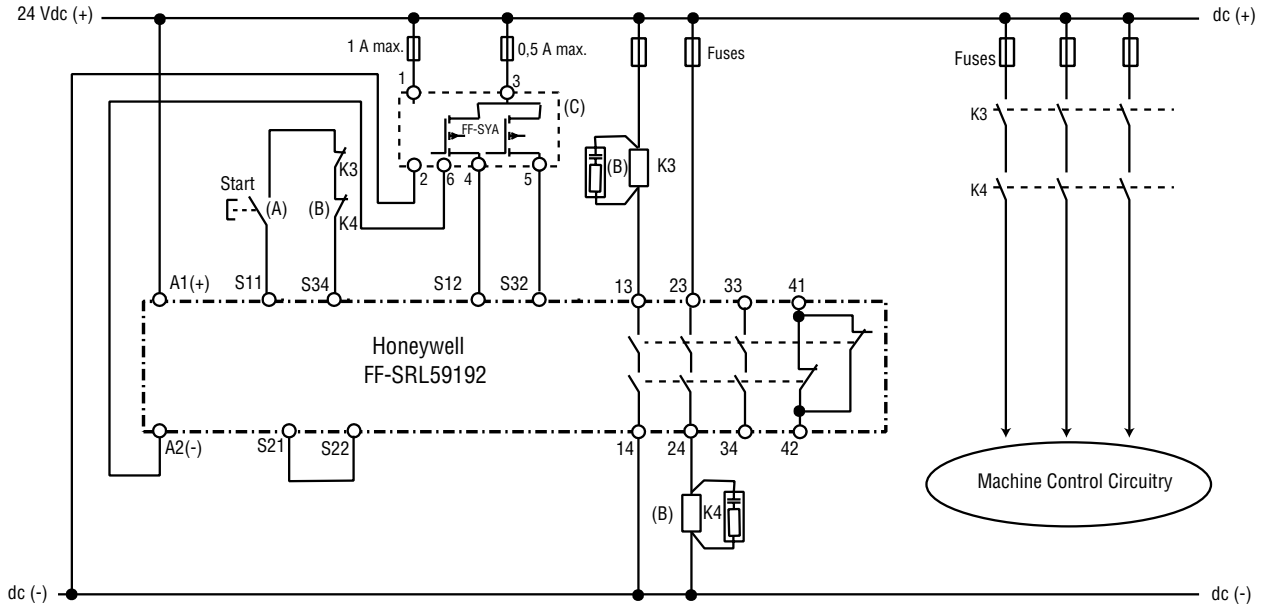 24 Vdc (+)
dc (+)
1 A max.
0,5 A max.
Fuses
Fuses
1
3
(C)
FF-SYA
K3
2
6
4
5
(B)
K3
K3
Start
(A)
(B)
K4
K4
A1(+)
S11
S34
S12
S32
13
23
33
41
Honeywell
FF-SRL59192
A2(-)
S21
S22
14
24
34
42
Machine Control Circuitry
(B)
K4
dc (-)
dc (-)